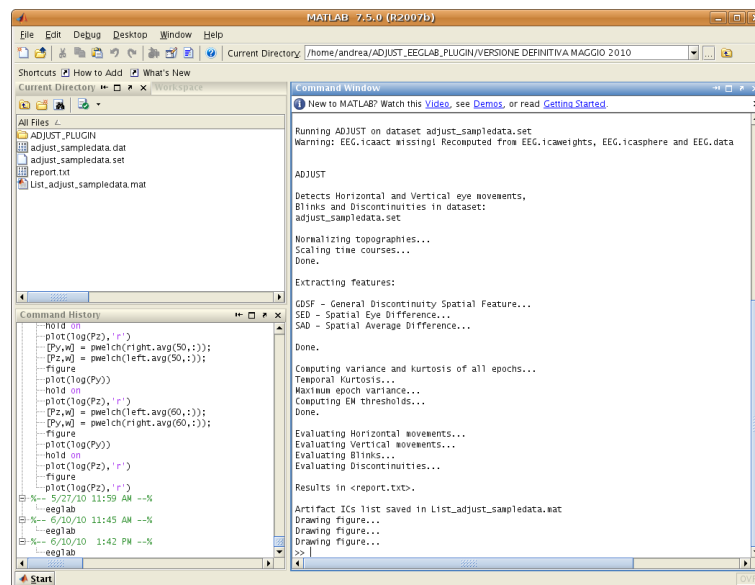 MATLAB 7.5.0 (R2007b)
File Edit Debug Desktop Window Help
Current Directory: /home/andrea/ADJUST_EEGLAB_PLUGIN/VERSIONE DEFINITIVA MAGGIO 2010
Shortcuts How to Add What's New
Current Directory Workspace
All Files
ADJUST_PLUGIN
adjust_sampledata.dat
adjust_sampledata.set
report.txt
List_adjust_sampledata.mat
Command History
hold on
plot(log(Pz),'r')
[Py,w] = pwelch(right.avg(50,:));
[Pz,w] = pwelch(left.avg(50,:));
figure
plot(log(Py))
hold on
plot(log(Pz),'r')
[Pz,w] = pwelch(left.avg(60,:));
[Py,w] = pwelch(right.avg(60,:));
figure
plot(log(Py))
hold on
plot(log(Pz),'r')
figure
plot(log(Pz),'r')
%-- 5/27/10 11:59 AM --%
eeglab
%-- 6/10/10 11:45 AM --%
eeglab
%-- 6/10/10 1:42 PM --%
eeglab
Command Window
New to MATLAB? Watch this Video, see Demos, or read Getting Started.
Running ADJUST on dataset adjust_sampledata.set
Warning: EEG.icaact missing! Recomputed from EEG.icaweights, EEG.icasphere and EEG.data
ADJUST
Detects Horizontal and Vertical eye movements,
Blinks and Discontinuities in dataset:
adjust_sampledata.set
Normalizing topographies...
Scaling time courses...
Done.
Extracting features:
GDSF - General Discontinuity Spatial Feature...
SED - Spatial Eye Difference...
SAD - Spatial Average Difference...
Done.
Computing variance and kurtosis of all epochs...
Temporal Kurtosis...
Maximum epoch variance...
Computing EM thresholds...
Done.
Evaluating Horizontal movements...
Evaluating Vertical movements...
Evaluating Blinks...
Evaluating Discontinuities...
Results in <report.txt>.
Artifact ICs list saved in List_adjust_sampledata.mat
Drawing figure...
Drawing figure...
Drawing figure...
>>
Start